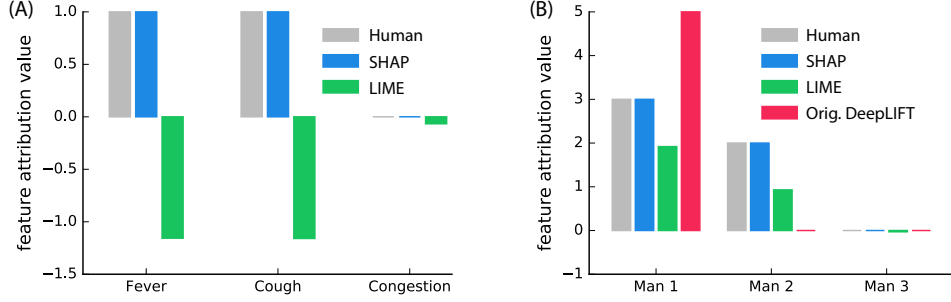 (A)
feature attribution value
1.0
0.5
0.0
−0.5
−1.0
−1.5
Human
SHAP
LIME
Fever
Cough
Congestion
(B)
feature attribution value
5
4
3
2
1
0
−1
Human
SHAP
LIME
Orig. DeepLIFT
Man 1
Man 2
Man 3